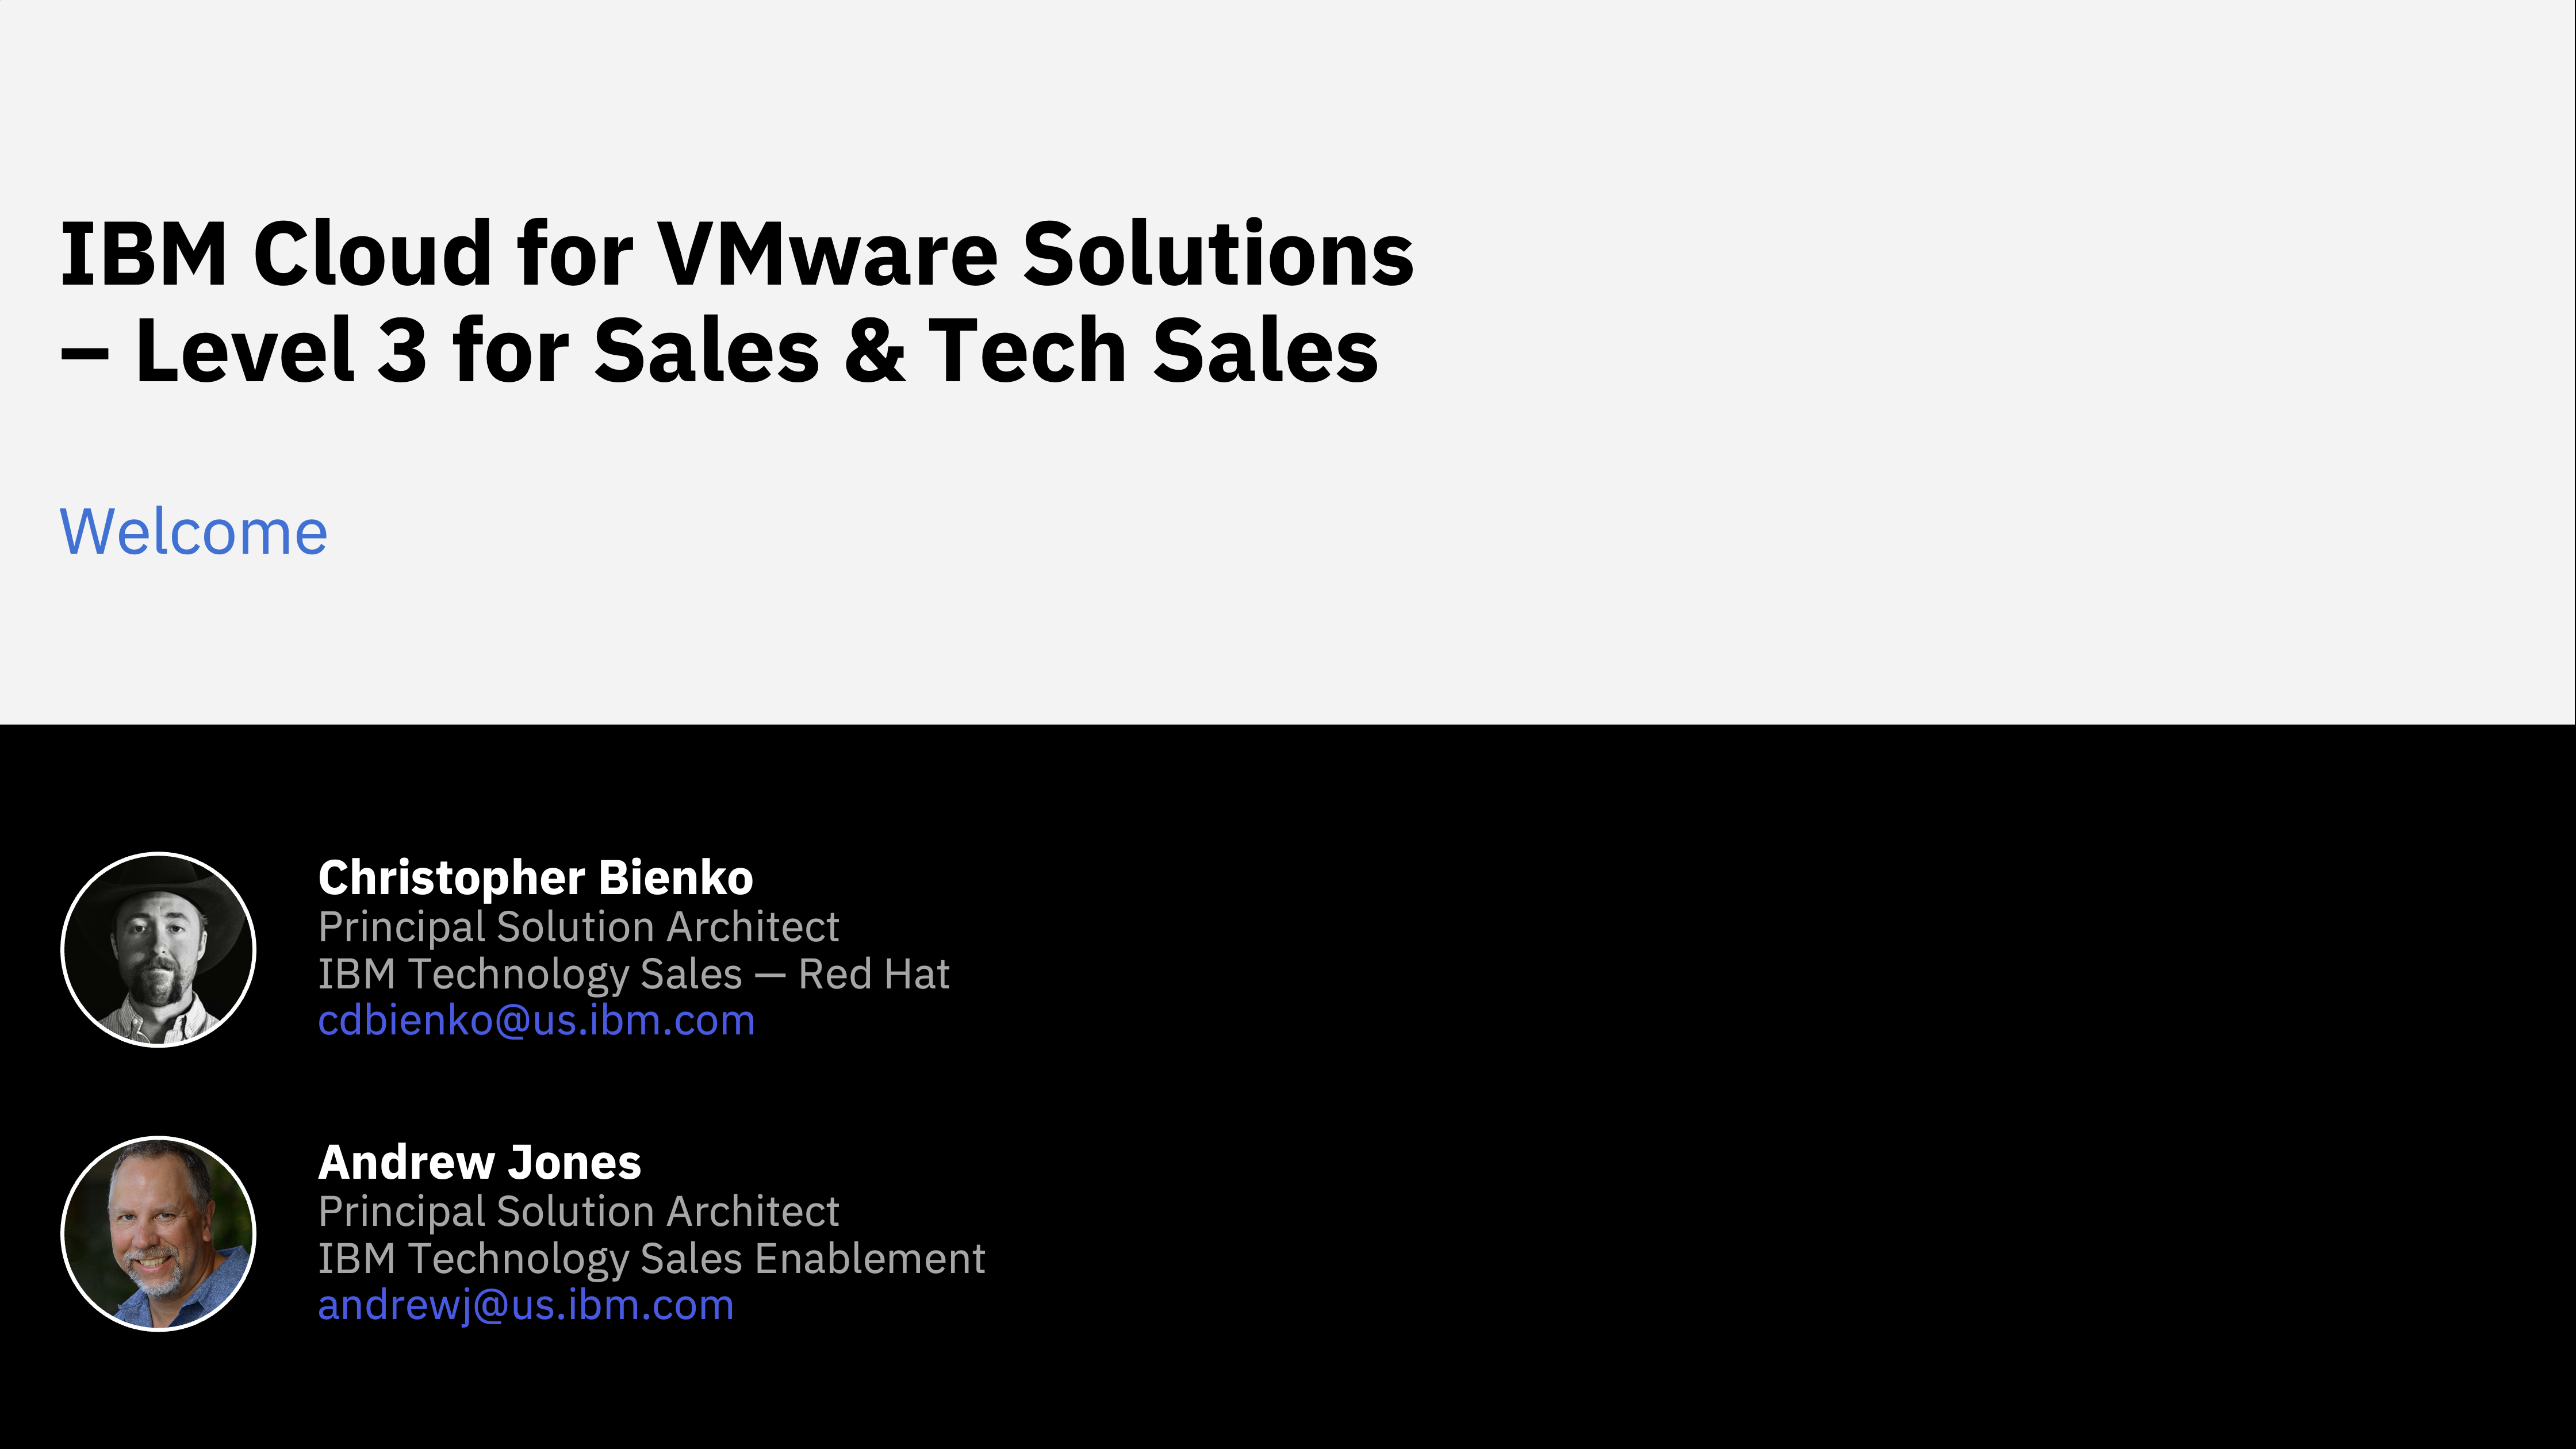 IBM Cloud for VMware Solutions
– Level 3 for Sales & Tech Sales
Welcome
Christopher Bienko
Principal Solution Architect
IBM Technology Sales — Red Hat
cdbienko@us.ibm.com
Andrew Jones
Principal Solution Architect
IBM Technology Sales Enablement
andrewj@us.ibm.com